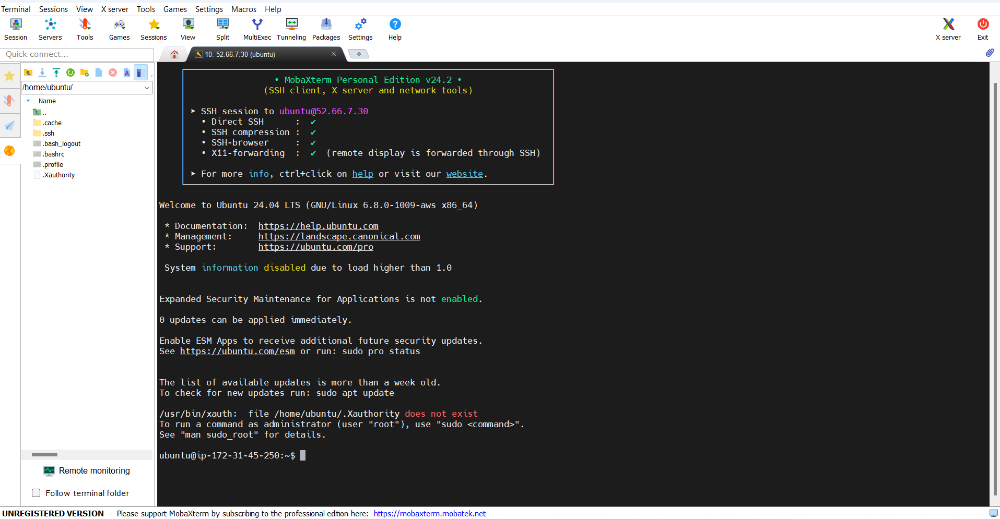 Terminal Sessions View X server Tools Games Settings Macros Help
Session Servers Tools Games Sessions View Split MultiExec Tunneling Packages Settings Help X server Exit
Quick connect...
10. 52.66.7.30 (ubuntu)
/home/ubuntu/
Name
..
.cache
.ssh
.bash_logout
.bashrc
.profile
.Xauthority
Remote monitoring
Follow terminal folder
• MobaXterm Personal Edition v24.2 •
(SSH client, X server and network tools)
➤ SSH session to ubuntu@52.66.7.30
• Direct SSH : ✔
• SSH compression : ✔
• SSH-browser : ✔
• X11-forwarding : ✔ (remote display is forwarded through SSH)
➤ For more info, ctrl+click on help or visit our website.
Welcome to Ubuntu 24.04 LTS (GNU/Linux 6.8.0-1009-aws x86_64)
* Documentation: https://help.ubuntu.com
* Management: https://landscape.canonical.com
* Support: https://ubuntu.com/pro
System information disabled due to load higher than 1.0
Expanded Security Maintenance for Applications is not enabled.
0 updates can be applied immediately.
Enable ESM Apps to receive additional future security updates.
See https://ubuntu.com/esm or run: sudo pro status
The list of available updates is more than a week old.
To check for new updates run: sudo apt update
/usr/bin/xauth: file /home/ubuntu/.Xauthority does not exist
To run a command as administrator (user "root"), use "sudo <command>".
See "man sudo_root" for details.
ubuntu@ip-172-31-45-250:~$
UNREGISTERED VERSION - Please support MobaXterm by subscribing to the professional edition here: https://mobaxterm.mobatek.net